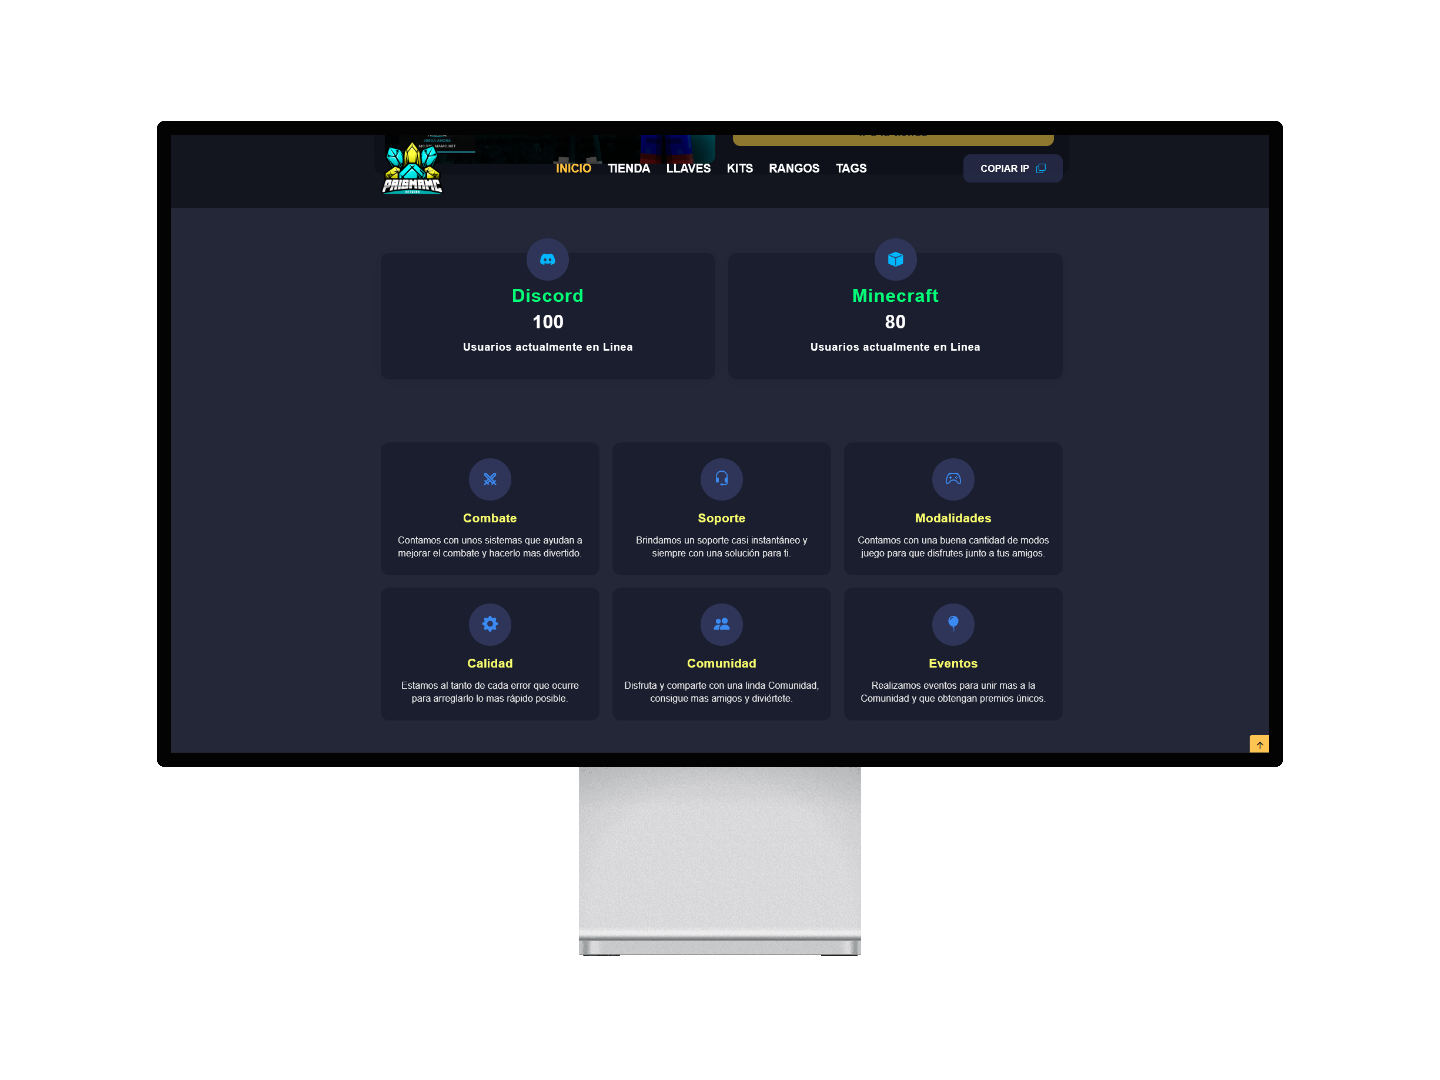 PRISMAMC
INICIO TIENDA LLAVES KITS RANGOS TAGS
COPIAR IP
Discord
100
Usuarios actualmente en Linea
Minecraft
80
Usuarios actualmente en Linea
Combate
Contamos con unos sistemas que ayudan a
mejorar el combate y hacerlo mas divertido.
Soporte
Brindamos un soporte casi instantáneo y
siempre con una solución para ti.
Modalidades
Contamos con una buena cantidad de modos
juego para que disfrutes junto a tus amigos.
Calidad
Estamos al tanto de cada error que ocurre
para arreglarlo lo mas rápido posible.
Comunidad
Disfruta y comparte con una linda Comunidad,
consigue mas amigos y diviértete.
Eventos
Realizamos eventos para unir mas a la
Comunidad y que obtengan premios únicos.